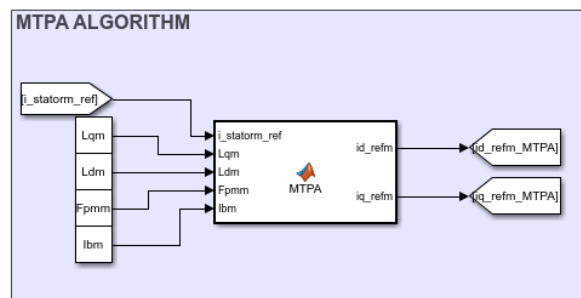 MTPA ALGORITHM
[i_statorm_ref]
Lqm
Ldm
Fpmm
Ibm
i_statorm_ref
Lqm
Ldm
Fpmm
Ibm
MTPA
id_refm
iq_refm
[id_refm_MTPA]
[iq_refm_MTPA]